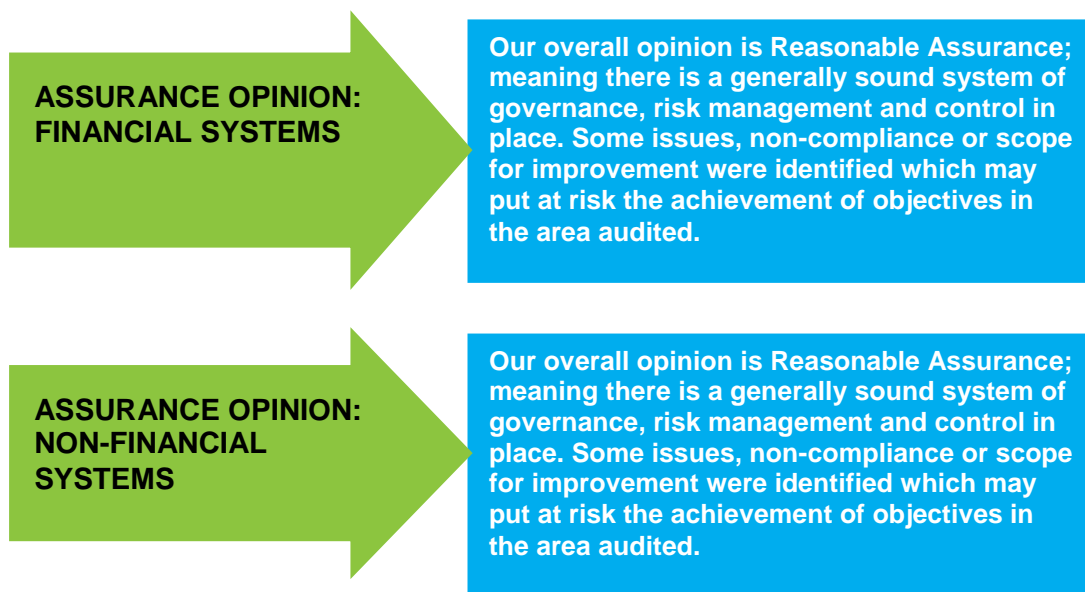 ASSURANCE OPINION:
FINANCIAL SYSTEMS
Our overall opinion is Reasonable Assurance;
meaning there is a generally sound system of
governance, risk management and control in
place. Some issues, non-compliance or scope
for improvement were identified which may
put at risk the achievement of objectives in
the area audited.
ASSURANCE OPINION:
NON-FINANCIAL
SYSTEMS
Our overall opinion is Reasonable Assurance;
meaning there is a generally sound system of
governance, risk management and control in
place. Some issues, non-compliance or scope
for improvement were identified which may
put at risk the achievement of objectives in
the area audited.